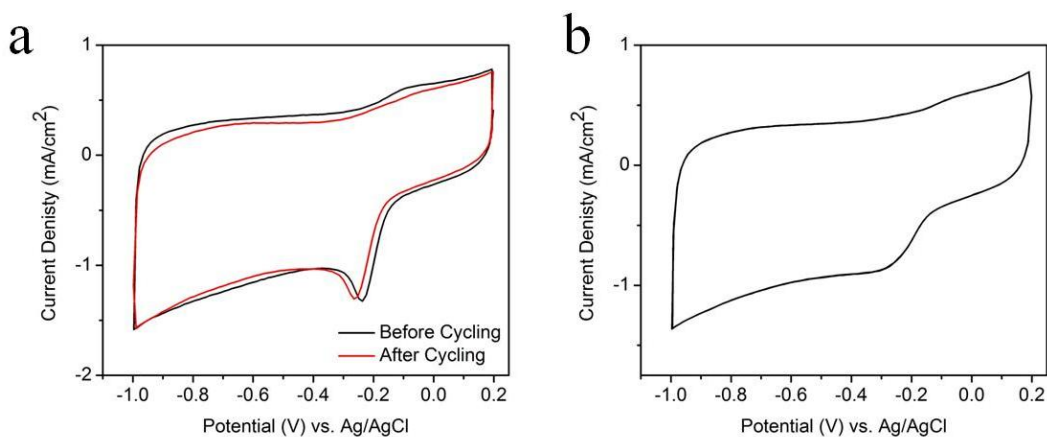 a
1
0
-1
-2
Current Denisty (mA/cm²)
Before Cycling
After Cycling
-1.0 -0.8 -0.6 -0.4 -0.2 0.0 0.2
Potential (V) vs. Ag/AgCl
b
1
0
-1
Current Denisty (mA/cm²)
-1.0 -0.8 -0.6 -0.4 -0.2 0.0 0.2
Potential (V) vs. Ag/AgCl